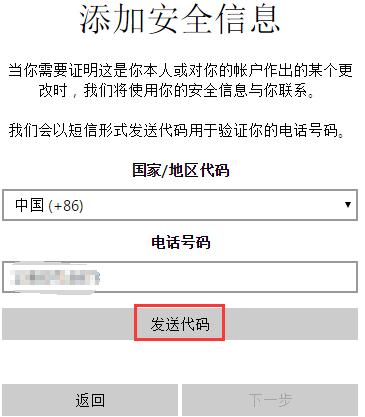 添加安全信息
当你需要证明这是你本人或对你的帐户作出的某个更
改时，我们将使用你的安全信息与你联系。
我们会以短信形式发送代码用于验证你的电话号码。
国家/地区代码
中国 (+86)
电话号码
发送代码
返回
下一步